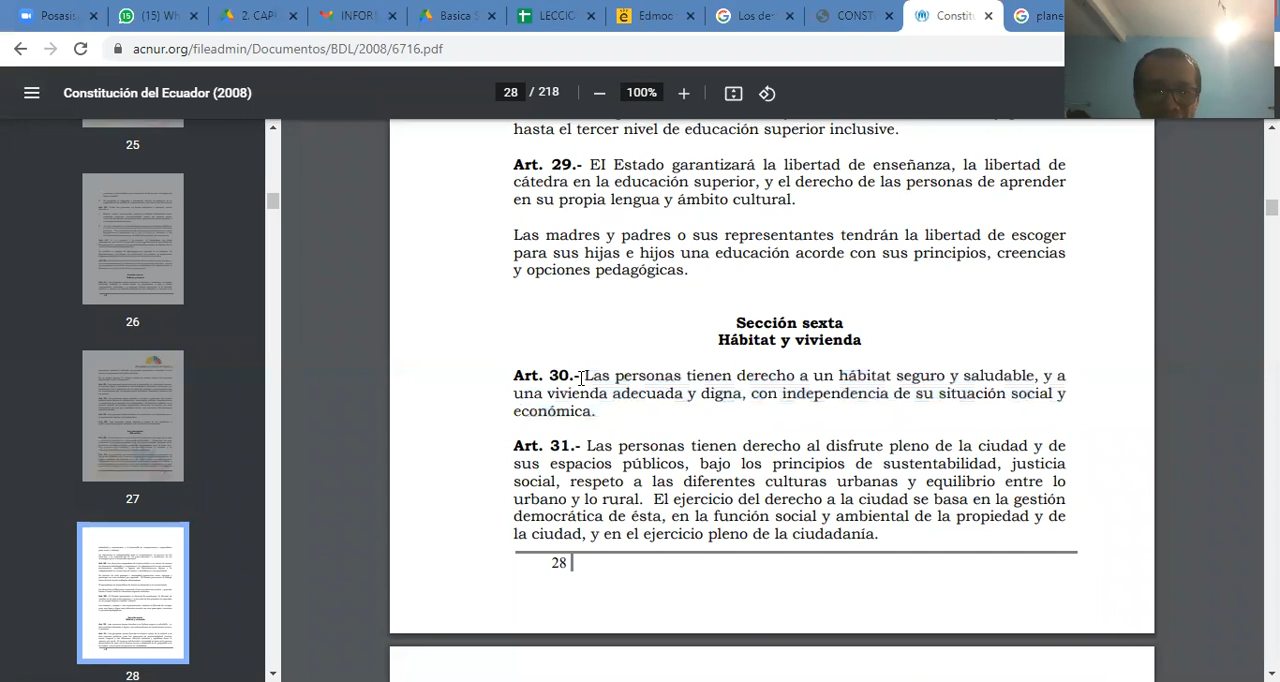 Posasis
(15) Wh
2. CAP
INFOR
Basica S
LECCIO
Edmod
Los de
CONST
Constitu
plane
acnur.org/fileadmin/Documentos/BDL/2008/6716.pdf
Constitución del Ecuador (2008)
28 / 218
100%
25
26
27
28
hasta el tercer nivel de educación superior inclusive.
Art. 29.- EI Estado garantizará la libertad de enseñanza, la libertad de
cátedra en la educación superior, y el derecho de las personas de aprender
en su propia lengua y ámbito cultural.
Las madres y padres o sus representantes tendrán la libertad de escoger
para sus hijas e hijos una educación acorde con sus principios, creencias
y opciones pedagógicas.
Sección sexta
Hábitat y vivienda
Art. 30.- Las personas tienen derecho a un hábitat seguro y saludable, y a
una vivienda adecuada y digna, con independencia de su situación social y
económica.
Art. 31.- Las personas tienen derecho al disfrute pleno de la ciudad y de
sus espacios públicos, bajo los principios de sustentabilidad, justicia
social, respeto a las diferentes culturas urbanas y equilibrio entre lo
urbano y lo rural. El ejercicio del derecho a la ciudad se basa en la gestión
democrática de ésta, en la función social y ambiental de la propiedad y de
la ciudad, y en el ejercicio pleno de la ciudadanía.
28